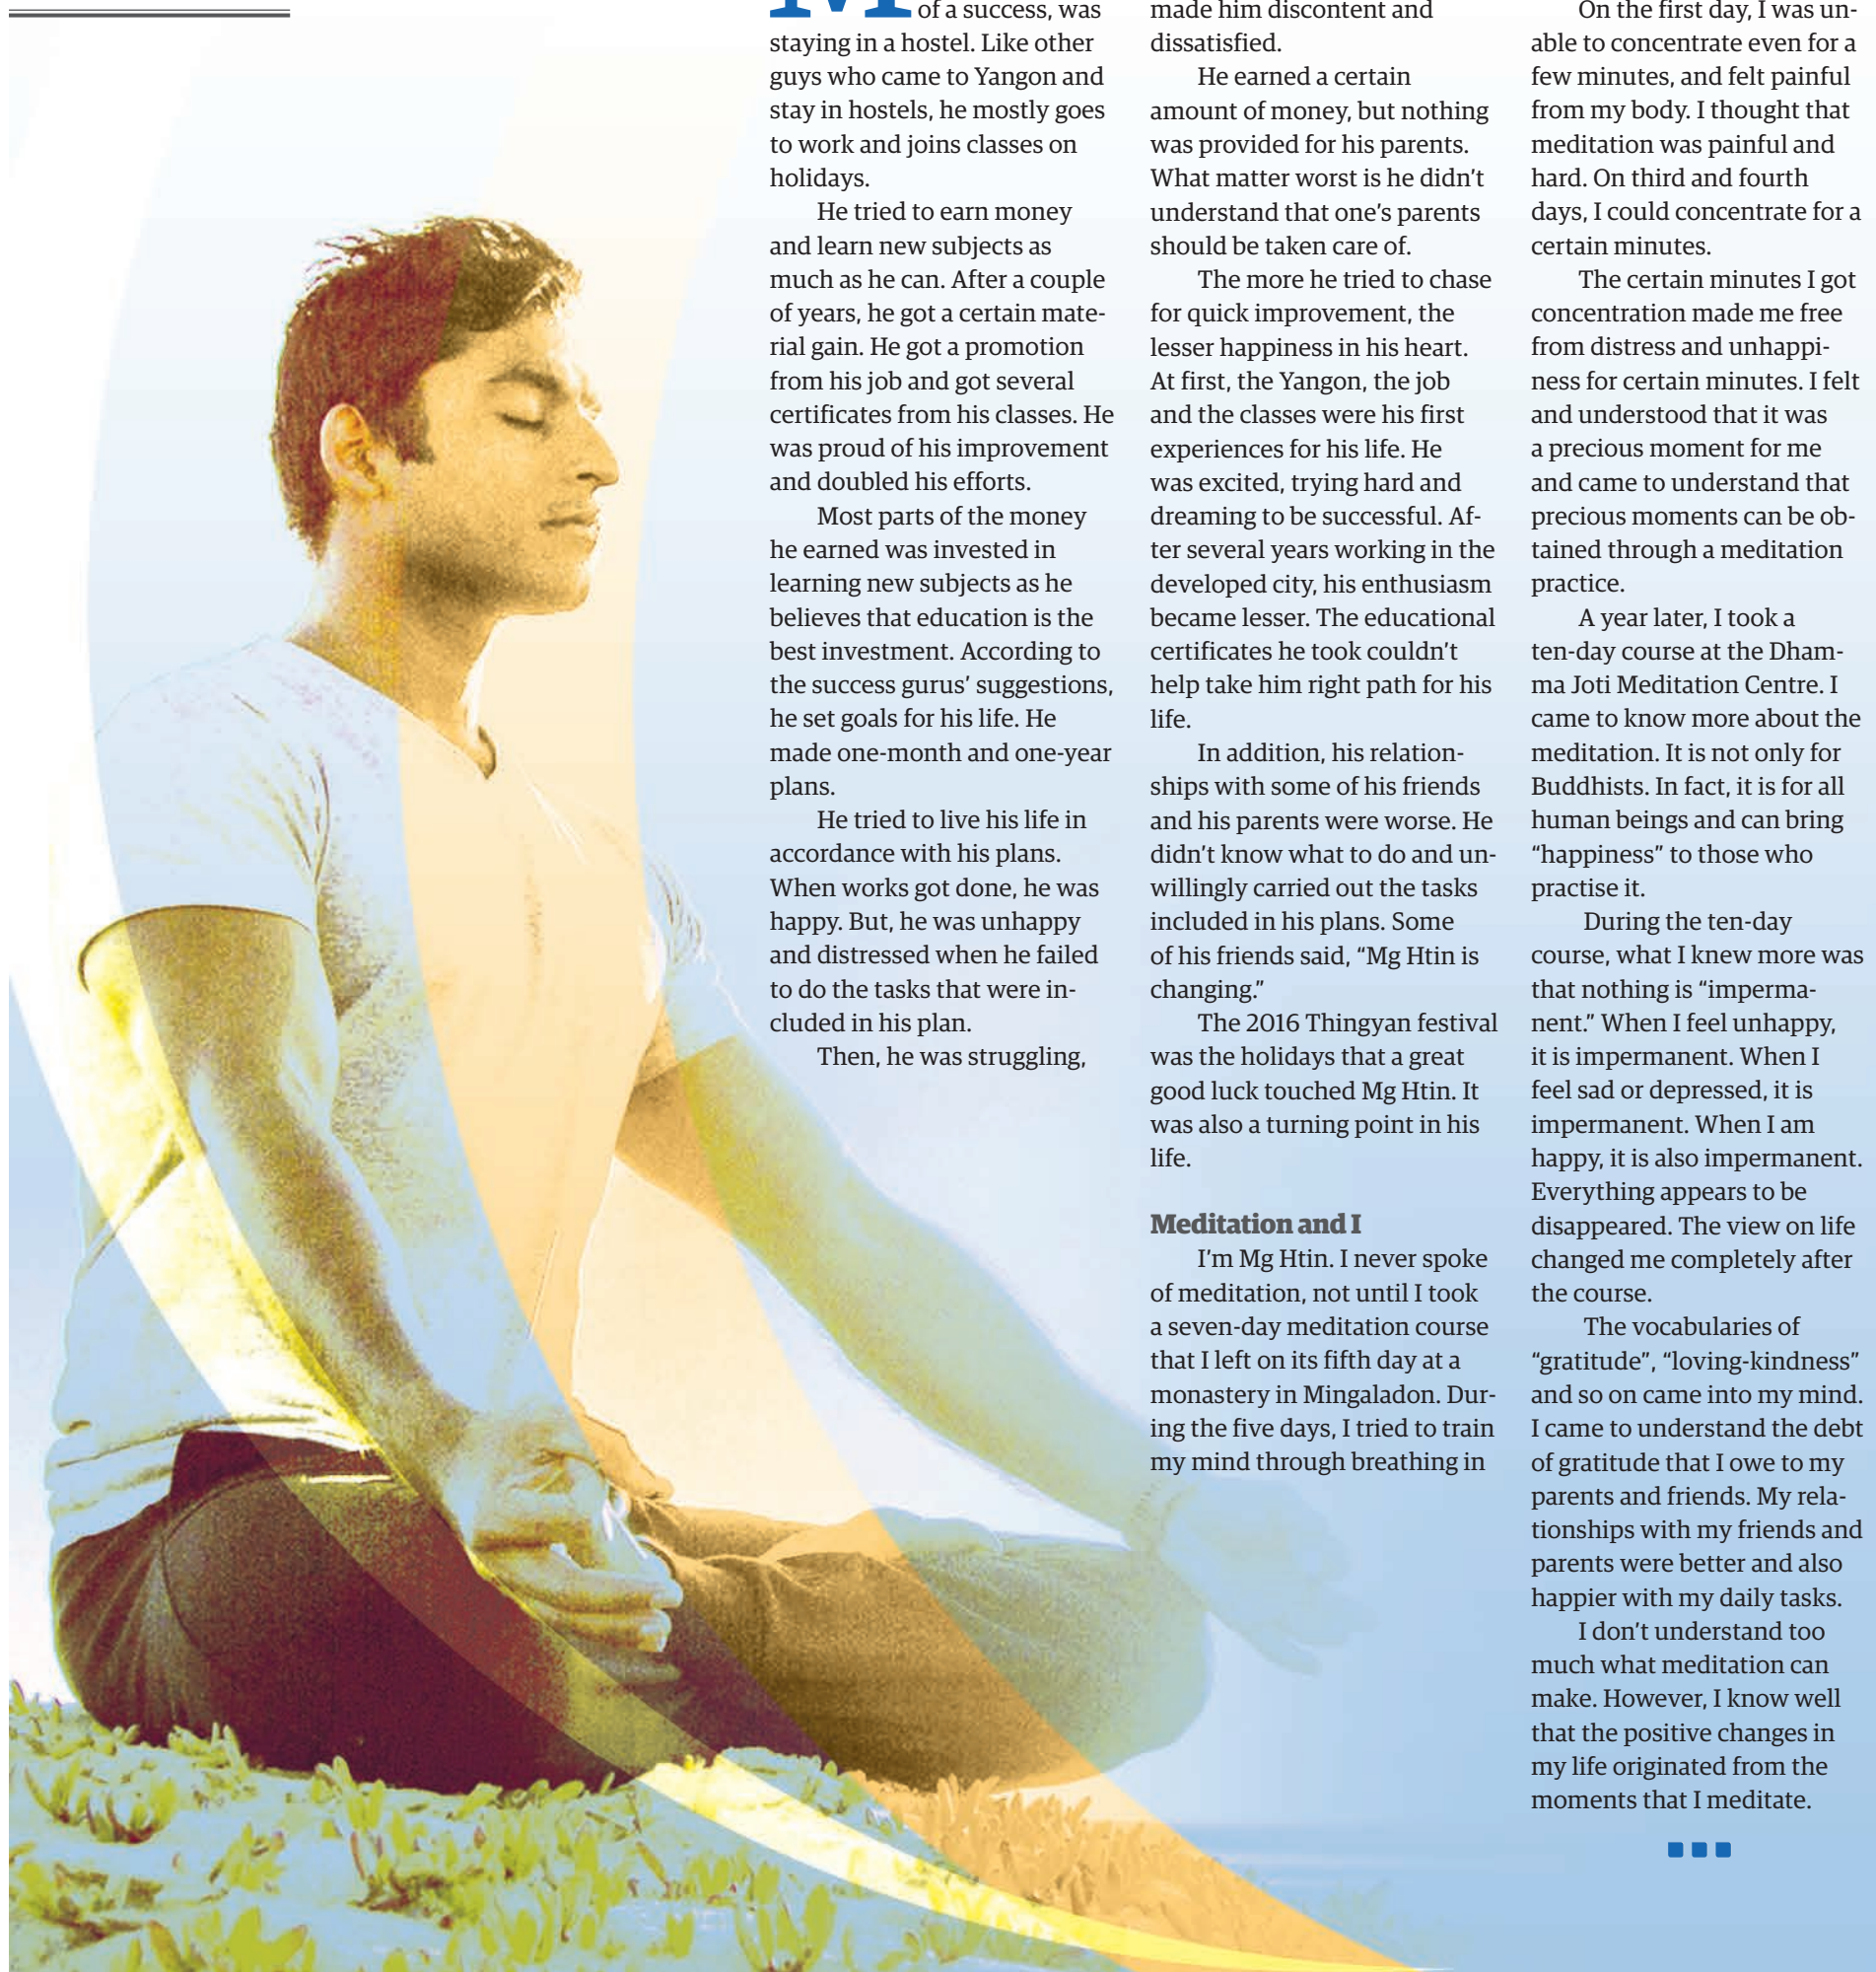 M
of a success, was
staying in a hostel. Like other
guys who came to Yangon and
stay in hostels, he mostly goes
to work and joins classes on
holidays.
He tried to earn money
and learn new subjects as
much as he can. After a couple
of years, he got a certain mate-
rial gain. He got a promotion
from his job and got several
certificates from his classes. He
was proud of his improvement
and doubled his efforts.
Most parts of the money
he earned was invested in
learning new subjects as he
believes that education is the
best investment. According to
the success gurus’ suggestions,
he set goals for his life. He
made one-month and one-year
plans.
He tried to live his life in
accordance with his plans.
When works got done, he was
happy. But, he was unhappy
and distressed when he failed
to do the tasks that were in-
cluded in his plan.
Then, he was struggling,
made him discontent and
dissatisfied.
He earned a certain
amount of money, but nothing
was provided for his parents.
What matter worst is he didn’t
understand that one’s parents
should be taken care of.
The more he tried to chase
for quick improvement, the
lesser happiness in his heart.
At first, the Yangon, the job
and the classes were his first
experiences for his life. He
was excited, trying hard and
dreaming to be successful. Af-
ter several years working in the
developed city, his enthusiasm
became lesser. The educational
certificates he took couldn’t
help take him right path for his
life.
In addition, his relation-
ships with some of his friends
and his parents were worse. He
didn’t know what to do and un-
willingly carried out the tasks
included in his plans. Some
of his friends said, “Mg Htin is
changing.”
The 2016 Thingyan festival
was the holidays that a great
good luck touched Mg Htin. It
was also a turning point in his
life.
Meditation and I
I’m Mg Htin. I never spoke
of meditation, not until I took
a seven-day meditation course
that I left on its fifth day at a
monastery in Mingaladon. Dur-
ing the five days, I tried to train
my mind through breathing in
On the first day, I was un-
able to concentrate even for a
few minutes, and felt painful
from my body. I thought that
meditation was painful and
hard. On third and fourth
days, I could concentrate for a
certain minutes.
The certain minutes I got
concentration made me free
from distress and unhappi-
ness for certain minutes. I felt
and understood that it was
a precious moment for me
and came to understand that
precious moments can be ob-
tained through a meditation
practice.
A year later, I took a
ten-day course at the Dham-
ma Joti Meditation Centre. I
came to know more about the
meditation. It is not only for
Buddhists. In fact, it is for all
human beings and can bring
“happiness” to those who
practise it.
During the ten-day
course, what I knew more was
that nothing is “imperma-
nent.” When I feel unhappy,
it is impermanent. When I
feel sad or depressed, it is
impermanent. When I am
happy, it is also impermanent.
Everything appears to be
disappeared. The view on life
changed me completely after
the course.
The vocabularies of
“gratitude”, “loving-kindness”
and so on came into my mind.
I came to understand the debt
of gratitude that I owe to my
parents and friends. My rela-
tionships with my friends and
parents were better and also
happier with my daily tasks.
I don’t understand too
much what meditation can
make. However, I know well
that the positive changes in
my life originated from the
moments that I meditate.